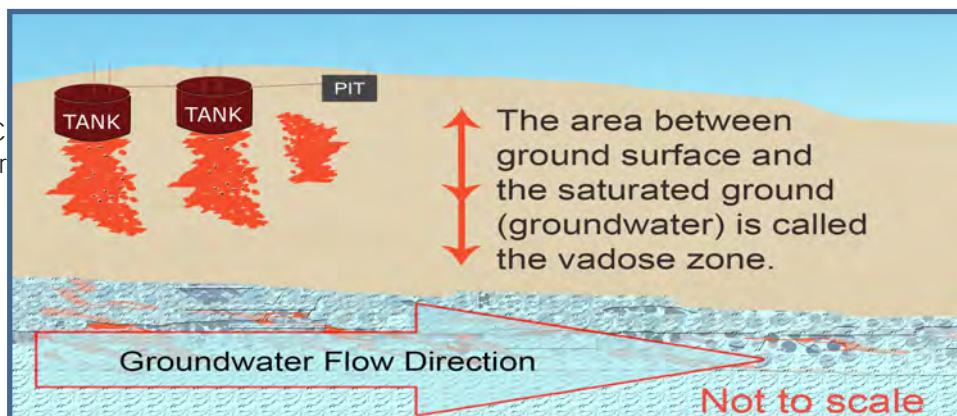 PIT
TANK
TANK
The area between
ground surface and
the saturated ground
(groundwater) is called
the vadose zone.
Groundwater Flow Direction
Not to scale